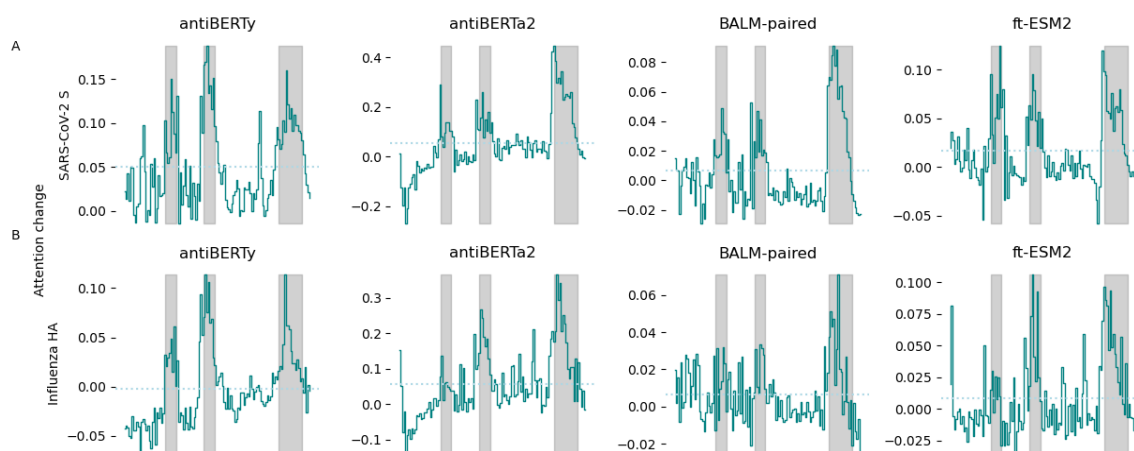 A
antiBERTy
antiBERTa2
BALM-paired
ft-ESM2
Attention change
SARS-CoV-2 S
0.15
0.10
0.05
0.00
0.4
0.2
0.0
−0.2
0.08
0.06
0.04
0.02
0.00
−0.02
0.10
0.05
0.00
−0.05
B
antiBERTy
antiBERTa2
BALM-paired
ft-ESM2
Influenza HA
0.10
0.05
0.00
−0.05
0.3
0.2
0.1
0.0
−0.1
0.06
0.04
0.02
0.00
−0.02
0.100
0.075
0.050
0.025
0.000
−0.025